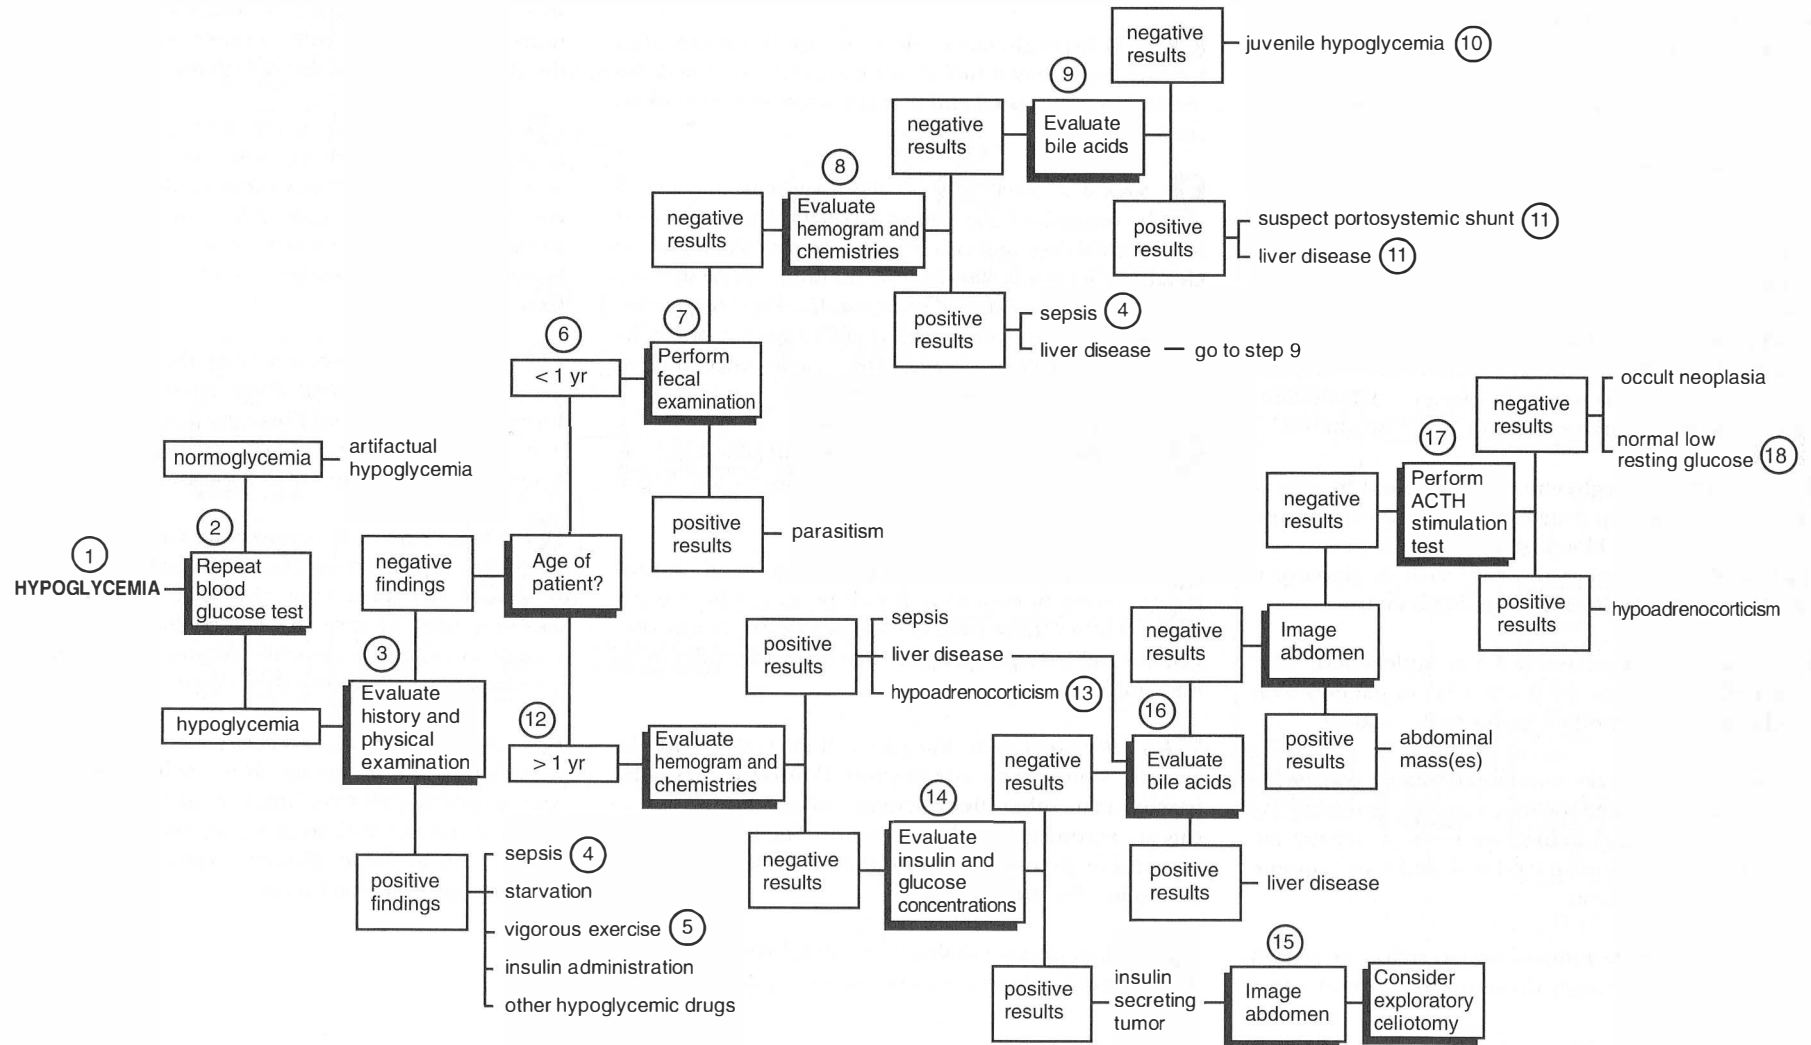 negative
results
juvenile hypoglycemia 10
9
negative
results
Evaluate
bile acids
8
negative
results
Evaluate
hemogram and
chemistries
positive
results
suspect portosystemic shunt 11
liver disease 11
6
7
positive
results
sepsis 4
liver disease
go to step 9
< 1 yr
Perform
fecal
examination
negative
results
occult neoplasia
normal low
resting glucose 18
17
normoglycemia
artifactual
hypoglycemia
negative
results
Perform
ACTH
stimulation
test
positive
results
parasitism
2
1
HYPOGLYCEMIA
Repeat
blood
glucose test
negative
findings
Age of
patient?
positive
results
hypoadrenocorticism
positive
results
sepsis
liver disease
hypoadrenocorticism 13
negative
results
Image
abdomen
3
hypoglycemia
Evaluate
history and
physical
examination
12
> 1 yr
Evaluate
hemogram and
chemistries
16
negative
results
Evaluate
bile acids
positive
results
abdominal
mass(es)
14
positive
findings
sepsis 4
starvation
vigorous exercise 5
insulin administration
other hypoglycemic drugs
negative
results
Evaluate
insulin and
glucose
concentrations
positive
results
liver disease
15
positive
results
insulin
secreting
tumor
Image
abdomen
Consider
exploratory
celiotomy